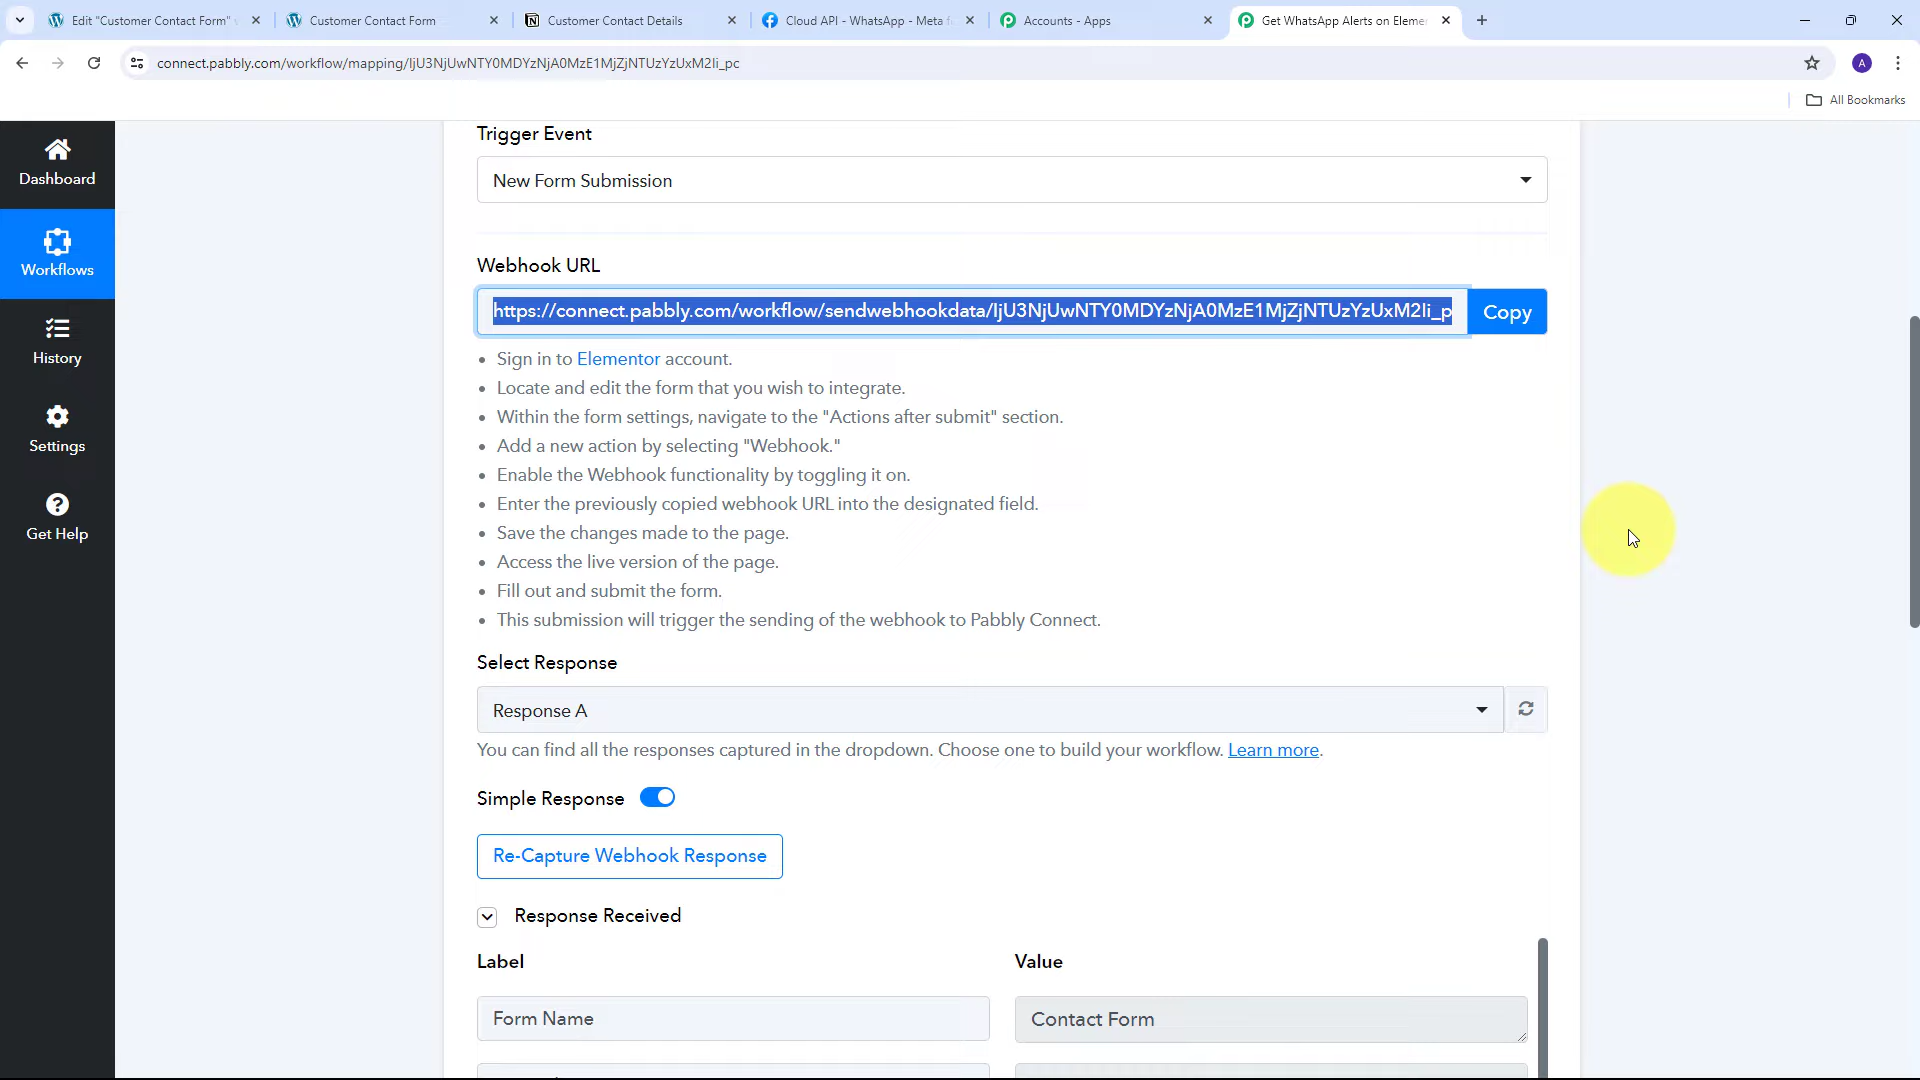 Edit "Customer Contact Form"
Customer Contact Form
Customer Contact Details
Cloud API - WhatsApp - Meta f
Accounts - Apps
Get WhatsApp Alerts on Eleme
connect.pabbly.com/workflow/mapping/IjU3NjUwNTY0MDYzNjA0MzE1MjZjNTUzYzUxM2Ii_pc
A
All Bookmarks
Dashboard
Workflows
History
Settings
Get Help
Trigger Event
New Form Submission
Webhook URL
https://connect.pabbly.com/workflow/sendwebhookdata/IjU3NjUwNTY0MDYzNjA0MzE1MjZjNTUzYzUxM2Ii_p
Copy
• Sign in to Elementor account.
• Locate and edit the form that you wish to integrate.
• Within the form settings, navigate to the "Actions after submit" section.
• Add a new action by selecting "Webhook."
• Enable the Webhook functionality by toggling it on.
• Enter the previously copied webhook URL into the designated field.
• Save the changes made to the page.
• Access the live version of the page.
• Fill out and submit the form.
• This submission will trigger the sending of the webhook to Pabbly Connect.
Select Response
Response A
You can find all the responses captured in the dropdown. Choose one to build your workflow. Learn more.
Simple Response
Re-Capture Webhook Response
Response Received
Label
Value
Form Name
Contact Form